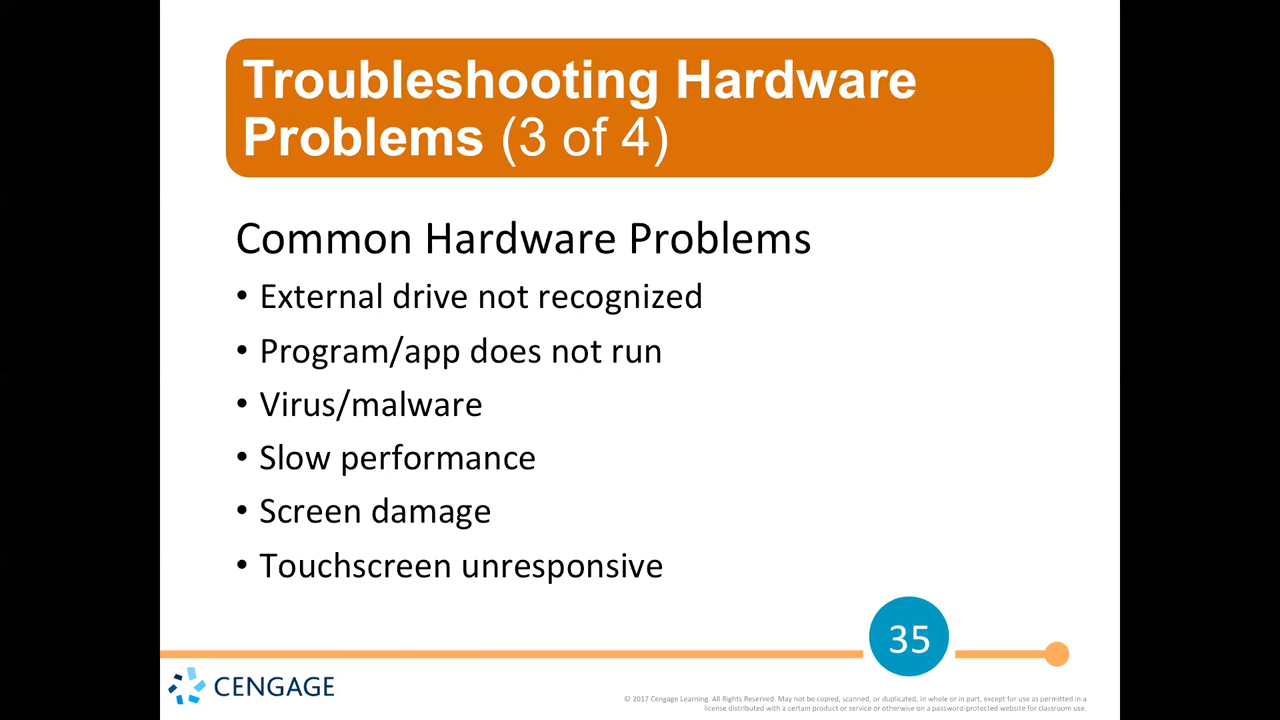 Troubleshooting Hardware
Problems (3 of 4)
Common Hardware Problems
• External drive not recognized
• Program/app does not run
• Virus/malware
• Slow performance
• Screen damage
• Touchscreen unresponsive
35
CENGAGE
© 2017 Cengage Learning. All Rights Reserved. May not be copied, scanned, or duplicated, in whole or in part, except for use as permitted in a
license distributed with a certain product or service or otherwise on a password-protected website for classroom use.